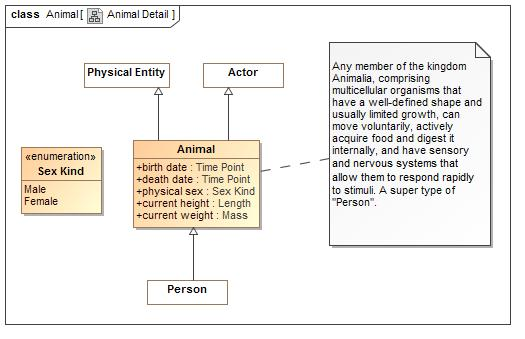 class Animal [ Animal Detail ]
Physical Entity
Actor
Animal
+birth date : Time Point
+death date : Time Point
+physical sex : Sex Kind
+current height : Length
+current weight : Mass
«enumeration»
Sex Kind
Male
Female
Person
Any member of the kingdom
Animalia, comprising
multicellular organisms that
have a well-defined shape and
usually limited growth, can
move voluntarily, actively
acquire food and digest it
internally, and have sensory
and nervous systems that
allow them to respond rapidly
to stimuli. A super type of
"Person".